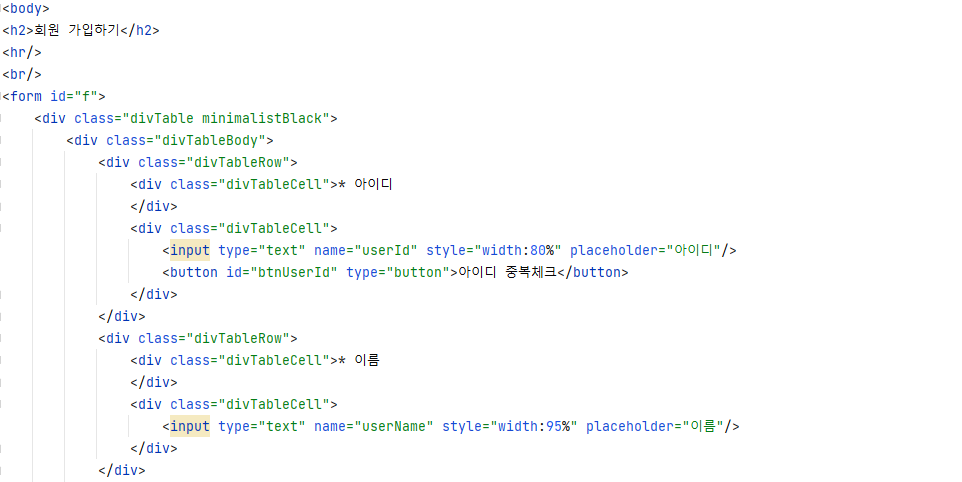 <body>
<h2>회원 가입하기</h2>
<hr/>
<br/>
<form id="f">
<div class="divTable minimalistBlack">
<div class="divTableBody">
<div class="divTableRow">
<div class="divTableCell">* 아이디
</div>
<div class="divTableCell">
<input type="text" name="userId" style="width:80%" placeholder="아이디"/>
<button id="btnUserId" type="button">아이디 중복체크</button>
</div>
</div>
<div class="divTableRow">
<div class="divTableCell">* 이름
</div>
<div class="divTableCell">
<input type="text" name="userName" style="width:95%" placeholder="이름"/>
</div>
</div>